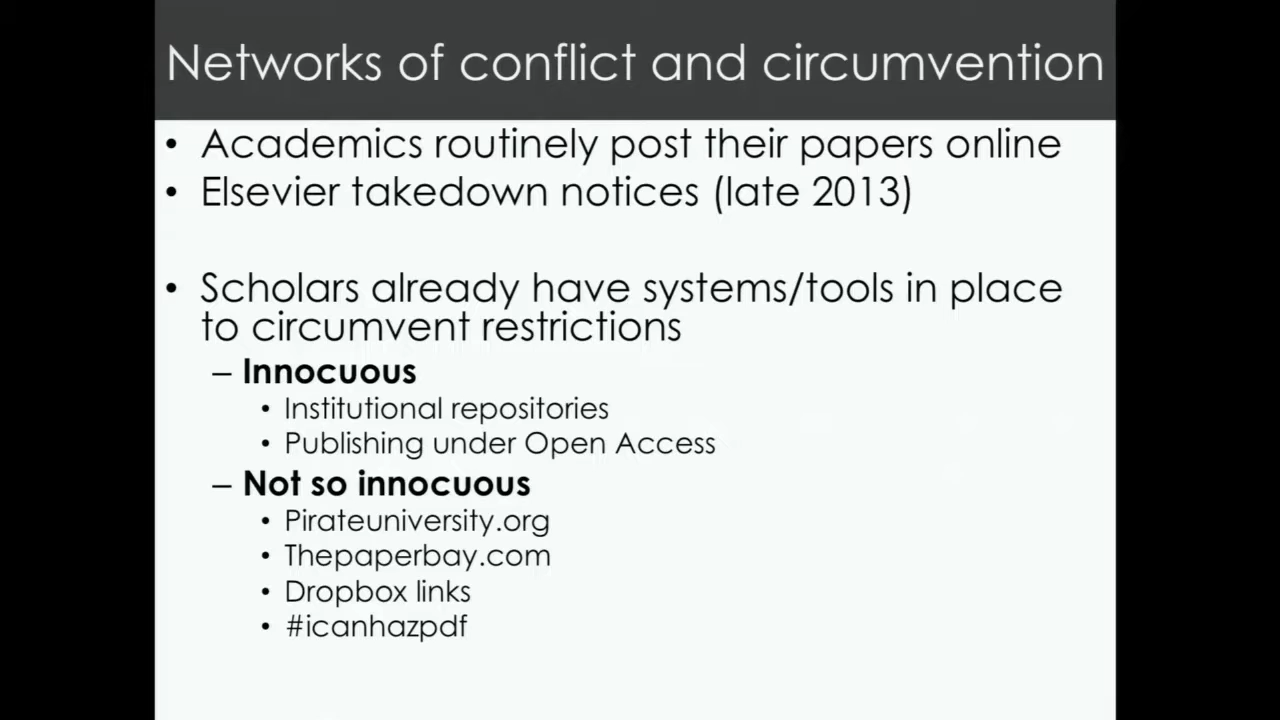 Networks of conflict and circumvention
• Academics routinely post their papers online
• Elsevier takedown notices (late 2013)
• Scholars already have systems/tools in place
to circumvent restrictions
– Innocuous
• Institutional repositories
• Publishing under Open Access
– Not so innocuous
• Pirateuniversity.org
• Thepaperbay.com
• Dropbox links
• #icanhazpdf